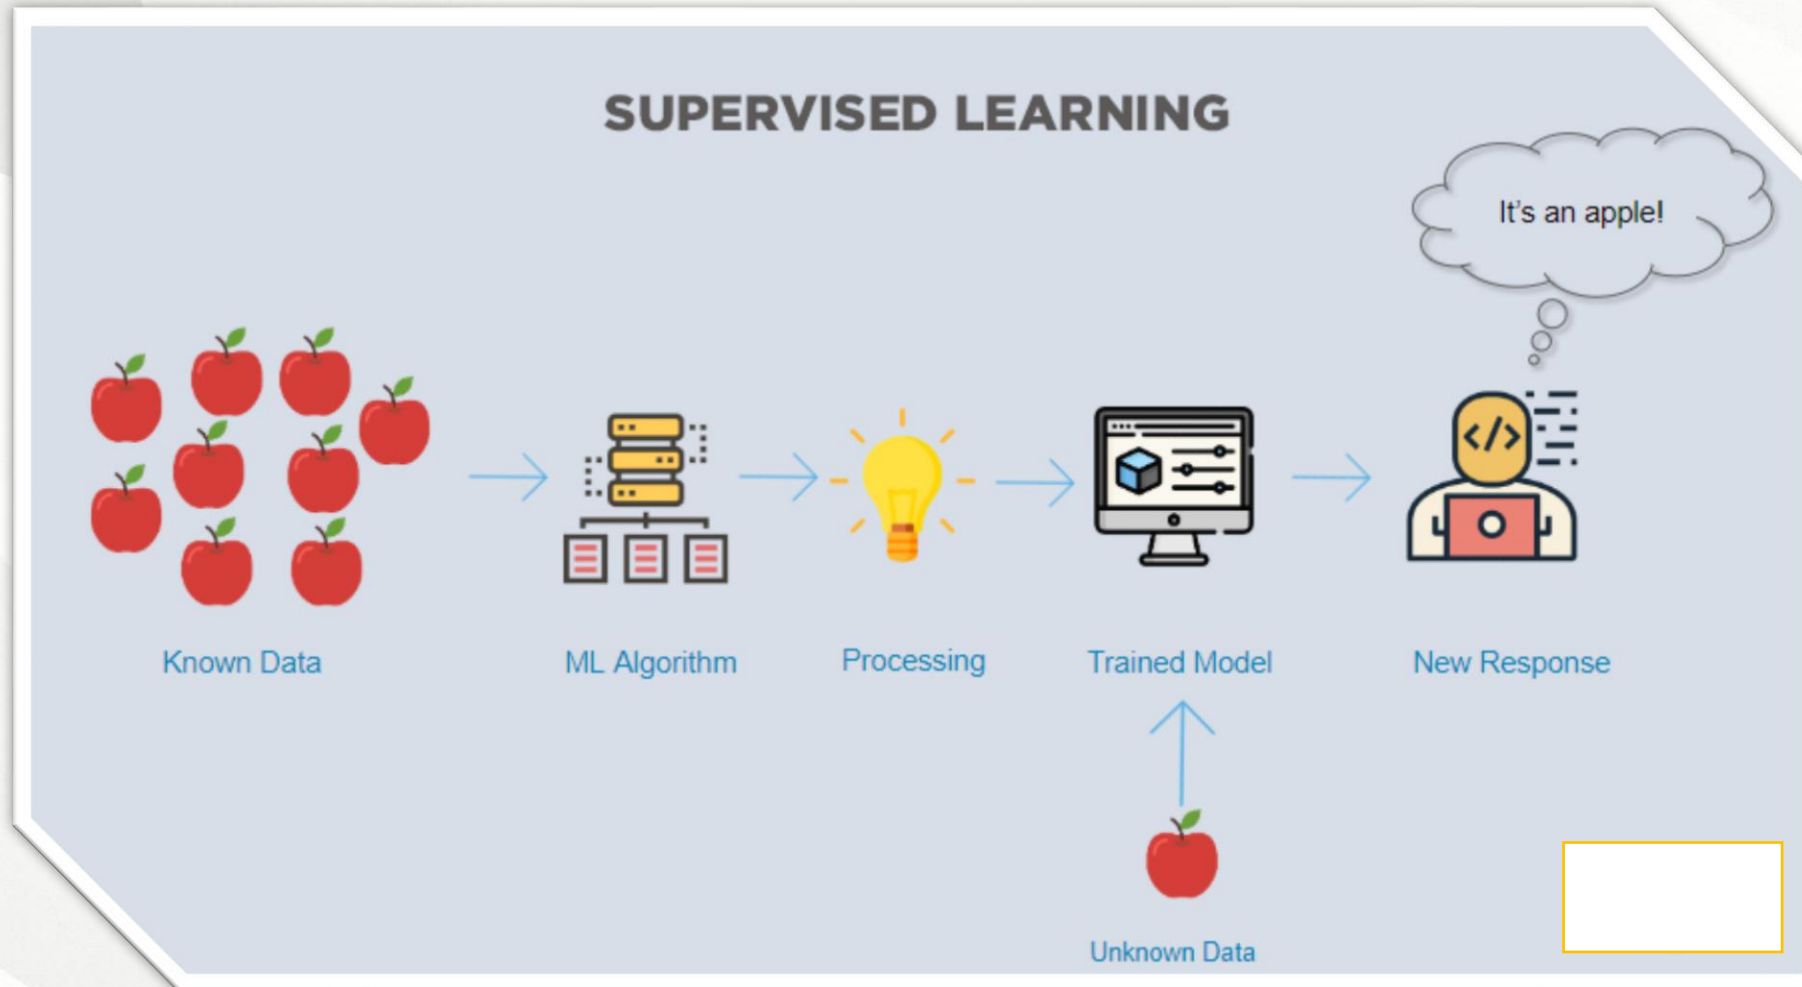 SUPERVISED LEARNING
It's an apple!
</>
Known Data
ML Algorithm
Processing
Trained Model
New Response
Unknown Data